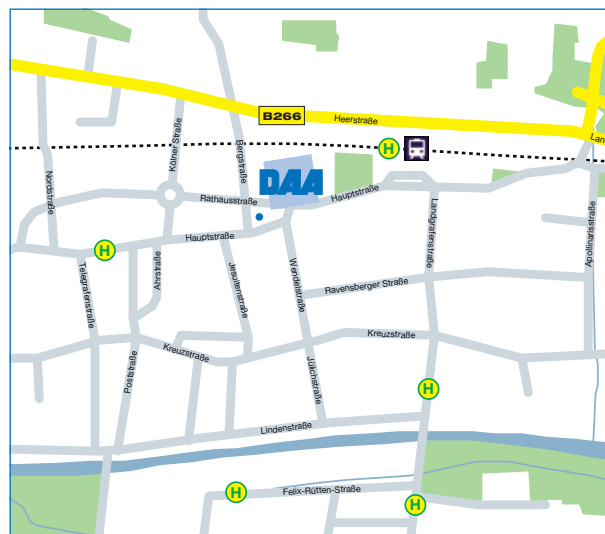 B266
Heerstraße
Lan
H
Kölner Straße
Bergstraße
Nordstraße
DAA
Rathausstraße
Hauptstraße
Landgrafenstraße
Apollinarisstraße
H
Hauptstraße
Telegrafenstraße
Ahrstraße
Jesuitenstraße
Wendelstraße
Ravensberger Straße
Kreuzstraße
Kreuzstraße
Poststraße
Jülichstraße
H
Lindenstraße
H
Felix-Rütten-Straße
H